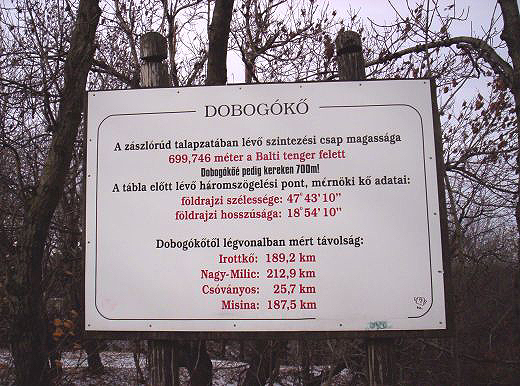 DOBOGÓKŐ
A zászlórúd talapzatában lévő szintezési csap magassága
699,746 méter a Balti tenger felett
Dobogókőé pedig kereken 700m!
A tábla előtt lévő háromszögelési pont, mérnöki kő adatai:
földrajzi szélessége: 47°43'10"
földrajzi hosszúsága: 18°54'10"
Dobogókőtől légvonalban mért távolság:
Irottkő: 189,2 km
Nagy-Milic: 212,9 km
Csóványos: 25,7 km
Misina: 187,5 km